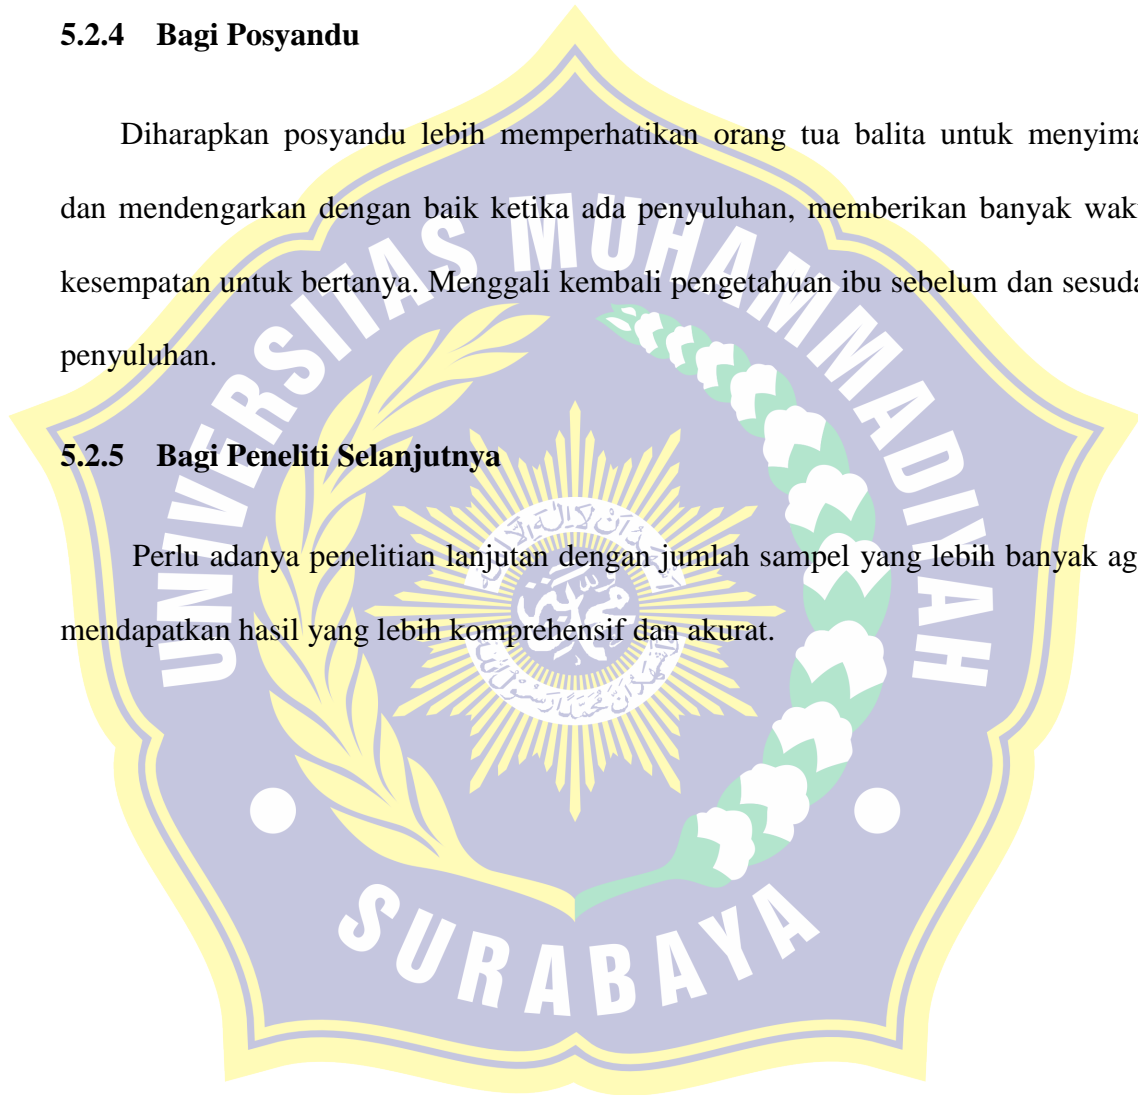 5.2.4 Bagi Posyandu
Diharapkan posyandu lebih memperhatikan orang tua balita untuk menyima
dan mendengarkan dengan baik ketika ada penyuluhan, memberikan banyak wak
kesempatan untuk bertanya. Menggali kembali pengetahuan ibu sebelum dan sesuda
penyuluhan.
5.2.5 Bagi Peneliti Selanjutnya
Perlu adanya penelitian lanjutan dengan jumlah sampel yang lebih banyak ag
mendapatkan hasil yang lebih komprehensif dan akurat.
UNIVERSITAS MUHAMMADIYAH
SURABAYA